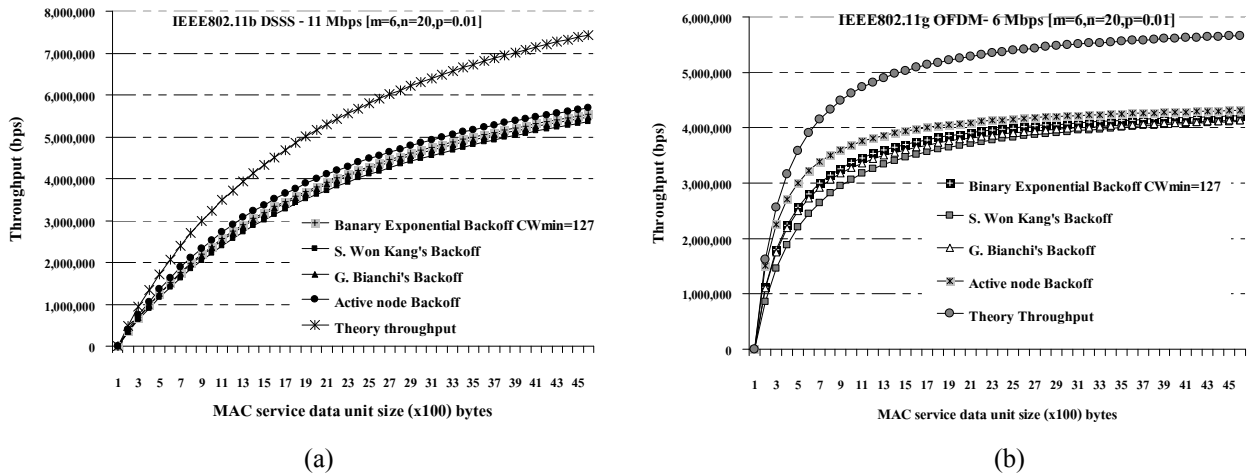 IEEE802.11b DSSS - 11 Mbps [m=6,n=20,p=0.01]
8,000,000
7,000,000
6,000,000
5,000,000
4,000,000
3,000,000
2,000,000
1,000,000
0
Throughput (bps)
Banary Exponential Backoff CWmin=127
S. Won Kang's Backoff
G. Bianchi's Backoff
Active node Backoff
Theory throughput
1 3 5 7 9 11 13 15 17 19 21 23 25 27 29 31 33 35 37 39 41 43 45
MAC service data unit size (x100) bytes
(a)
IEEE802.11g OFDM- 6 Mbps [m=6,n=20,p=0.01]
6,000,000
5,000,000
4,000,000
3,000,000
2,000,000
1,000,000
0
Throughput (bps)
Binary Exponential Backoff CWmin=127
S. Won Kang's Backoff
G. Bianchi's Backoff
Active node Backoff
Theory Throughput
1 3 5 7 9 11 13 15 17 19 21 23 25 27 29 31 33 35 37 39 41 43 45
MAC service data unit size (x100) bytes
(b)